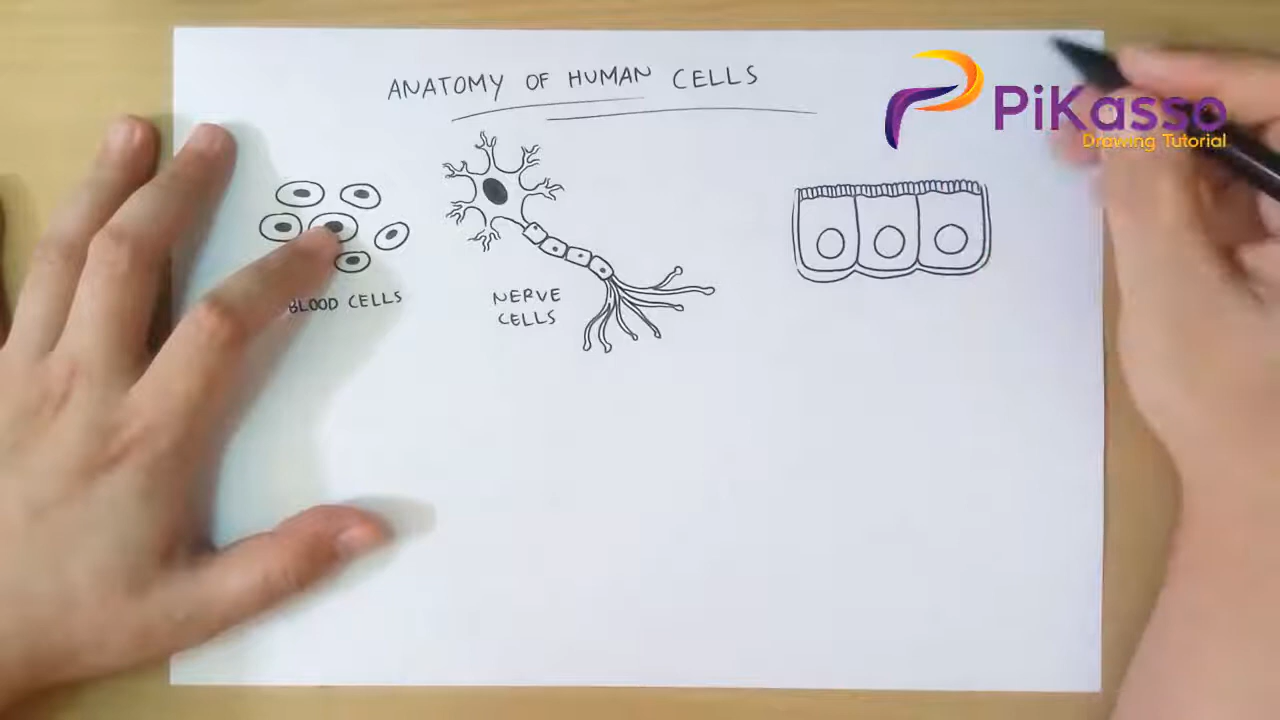 ANATOMY OF HUMAN CELLS
PiKasso
Drawing Tutorial
BLOOD CELLS
NERVE
CELLS